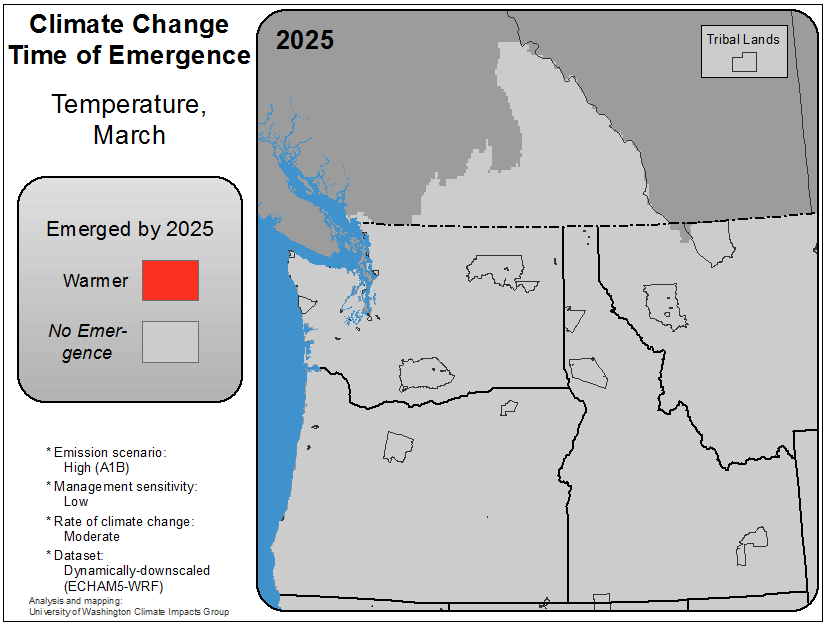 Climate Change
Time of Emergence
Temperature,
March
Emerged by 2025
Warmer
No Emer-
gence
* Emission scenario:
High (A1B)
* Management sensitivity:
Low
* Rate of climate change:
Moderate
* Dataset:
Dynamically-downscaled
(ECHAM5-WRF)
Analysis and mapping:
University of Washington Climate Impacts Group
2025
Tribal Lands